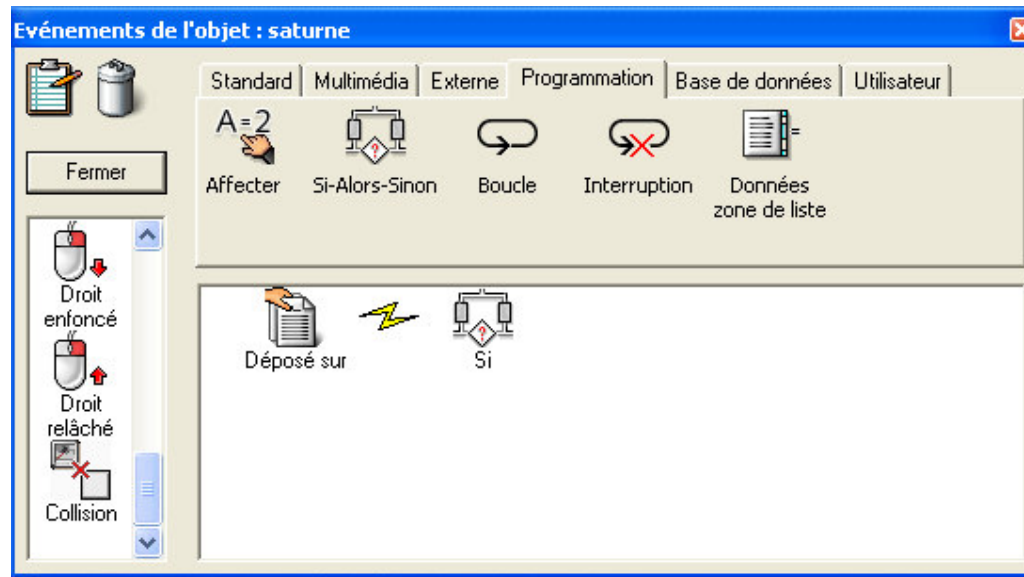 Evénements de l'objet : saturne
Standard Multimédia Externe Programmation Base de données Utilisateur
Fermer
A=2
Affecter Si-Alors-Sinon Boucle Interruption Données
zone de liste
Droit
enfoncé
Droit
relâché
Collision
Déposé sur Si